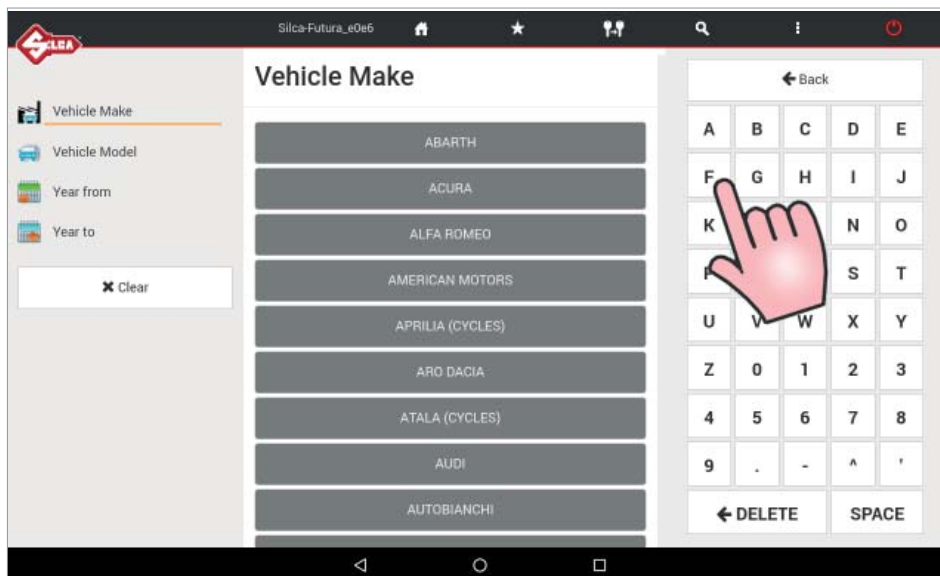 SILCA
Silca-Futura_e0e6
Vehicle Make
Vehicle Model
Year from
Year to
Clear
Vehicle Make
ABARTH
ACURA
ALFA ROMEO
AMERICAN MOTORS
APRILIA (CYCLES)
ARO DACIA
ATALA (CYCLES)
AUDI
AUTOBIANCHI
Back
A B C D E
F G H I J
K N O
P S T
U V W X Y
Z 0 1 2 3
4 5 6 7 8
9 . - ^ '
DELETE SPACE